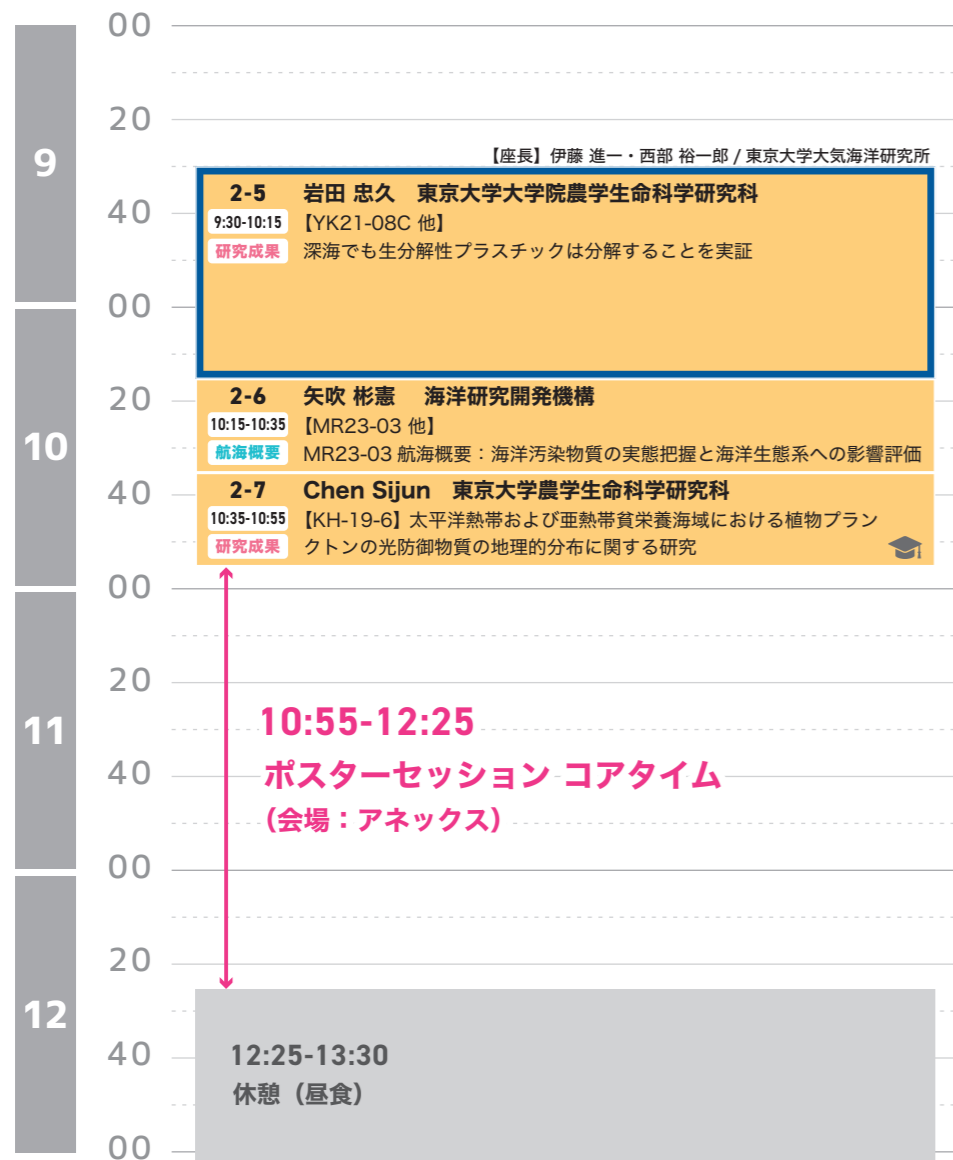 00
20
9
【座長】伊藤 進一・西部 裕一郎 / 東京大学大気海洋研究所
2-5 岩田 忠久 東京大学大学院農学生命科学研究科
40
9:30-10:15 【YK21-08C 他】
研究成果 深海でも生分解性プラスチックは分解することを実証
00
20
2-6 矢吹 彬憲 海洋研究開発機構
10:15-10:35 【MR23-03 他】
10
航海概要 MR23-03 航海概要：海洋汚染物質の実態把握と海洋生態系への影響評価
40
2-7 Chen Sijun 東京大学農学生命科学研究科
10:35-10:55 【KH-19-6】太平洋熱帯および亜熱帯貧栄養海域における植物プラン
研究成果 クトンの光防御物質の地理的分布に関する研究
00
20
11
10:55-12:25
40
ポスターセッション コアタイム
（会場：アネックス）
00
20
12
40
12:25-13:30
休憩（昼食）
00